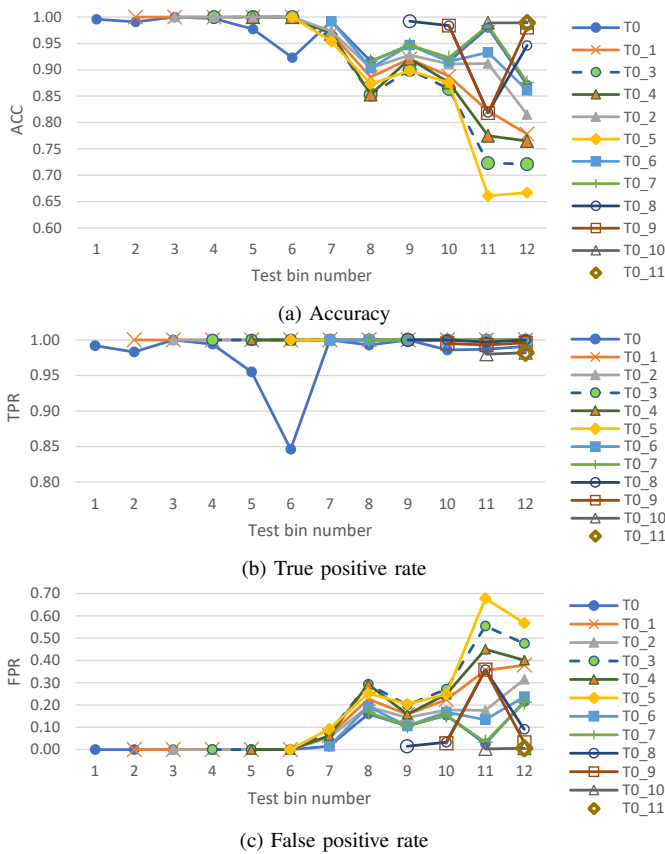 1.00
0.95
0.90
0.85
0.80
0.75
0.70
0.65
0.60
ACC
1 2 3 4 5 6 7 8 9 10 11 12
Test bin number
T0
T0_1
T0_3
T0_4
T0_2
T0_5
T0_6
T0_7
T0_8
T0_9
T0_10
T0_11
(a) Accuracy
1.00
0.95
0.90
0.85
0.80
TPR
1 2 3 4 5 6 7 8 9 10 11 12
Test bin number
T0
T0_1
T0_2
T0_3
T0_4
T0_5
T0_6
T0_7
T0_8
T0_9
T0_10
T0_11
(b) True positive rate
0.70
0.60
0.50
0.40
0.30
0.20
0.10
0.00
FPR
1 2 3 4 5 6 7 8 9 10 11 12
Test bin number
T0
T0_1
T0_2
T0_3
T0_4
T0_5
T0_6
T0_7
T0_8
T0_9
T0_10
T0_11
(c) False positive rate